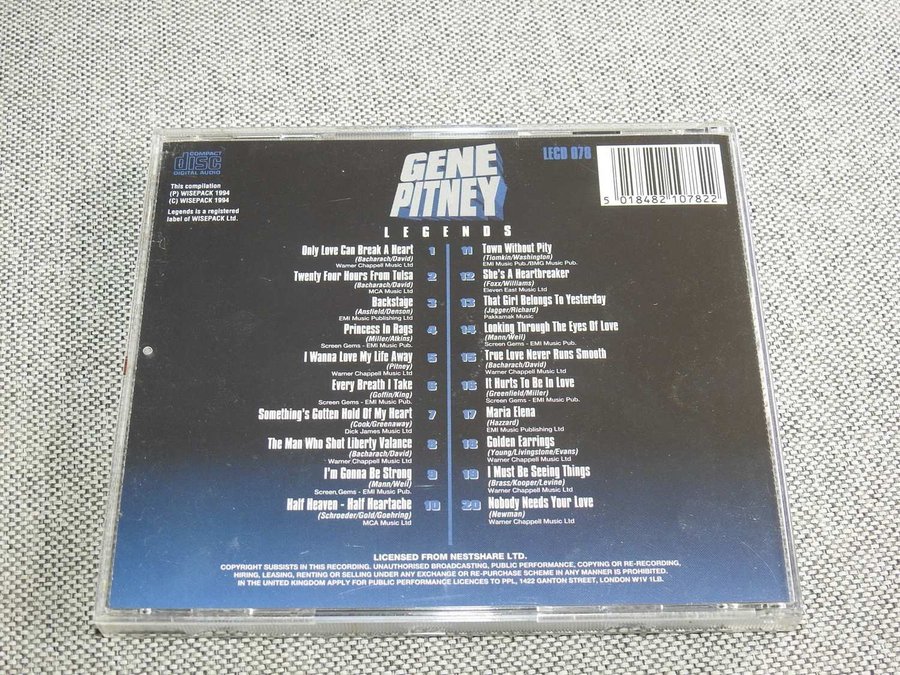 COMPACT
disc
DIGITAL AUDIO
This compilation
(P) WISEPACK 1994
(C) WISEPACK 1994
Legends is a registered
label of WISEPACK Ltd.
GENE
PITNEY
LEGENDS
LECD 078
5 018482 107822
Only Love Can Break A Heart 1
(Bacharach/David)
Warner Chappell Music Ltd
Twenty Four Hours From Tulsa 2
(Bacharach/David)
MCA Music Ltd
Backstage 3
(Anisfield/Denson)
EMI Music Publishing Ltd
Princess In Rags 4
(Miller/Atkins)
Screen Gems - EMI Music Pub.
I Wanna Love My Life Away 5
(Pitney)
Warner Chappell Music Ltd
Every Breath I Take 6
(Goffin/King)
Screen Gems - EMI Music Pub.
Something's Gotten Hold Of My Heart 7
(Cook/Greenaway)
Dick James Music Ltd
The Man Who Shot Liberty Valance 8
(Bacharach/David)
Warner Chappell Music Ltd
I'm Gonna Be Strong 9
(Mann/Weil)
Screen Gems - EMI Music Pub.
Half Heaven - Half Heartache 10
(Schroeder/Gold/Goehring)
MCA Music Ltd
11 Town Without Pity
(Tiomkin/Washington)
EMI Music Pub./BMG Music Pub.
12 She's A Heartbreaker
(Foxx/Williams)
Eleven East Music Ltd
13 That Girl Belongs To Yesterday
(Jagger/Richard)
Pakkamak Music
14 Looking Through The Eyes Of Love
(Mann/Weil)
Screen Gems - EMI Music Pub.
15 True Love Never Runs Smooth
(Bacharach/David)
Warner Chappell Music Ltd
16 It Hurts To Be In Love
(Greenfield/Miller)
Screen Gems - EMI Music Pub.
17 Maria Elena
(Hazzard)
EMI Music Publishing Ltd
18 Golden Earrings
(Young/Livingstone/Evans)
Warner Chappell Music Ltd
19 I Must Be Seeing Things
(Brass/Kooper/Levine)
Warner Chappell Music Ltd
20 Nobody Needs Your Love
(Newman)
Warner Chappell Music Ltd
LICENSED FROM NESTSHARE LTD.
COPYRIGHT SUBSISTS IN THIS RECORDING. UNAUTHORISED BROADCASTING, PUBLIC PERFORMANCE, COPYING OR RE-RECORDING,
HIRING, LEASING, RENTING OR SELLING UNDER ANY EXCHANGE OR RE-PURCHASE SCHEME IN ANY MANNER IS PROHIBITED.
IN THE UNITED KINGDOM APPLY FOR PUBLIC PERFORMANCE LICENCES TO PPL, 1422 GANTON STREET, LONDON W1V 1LB.